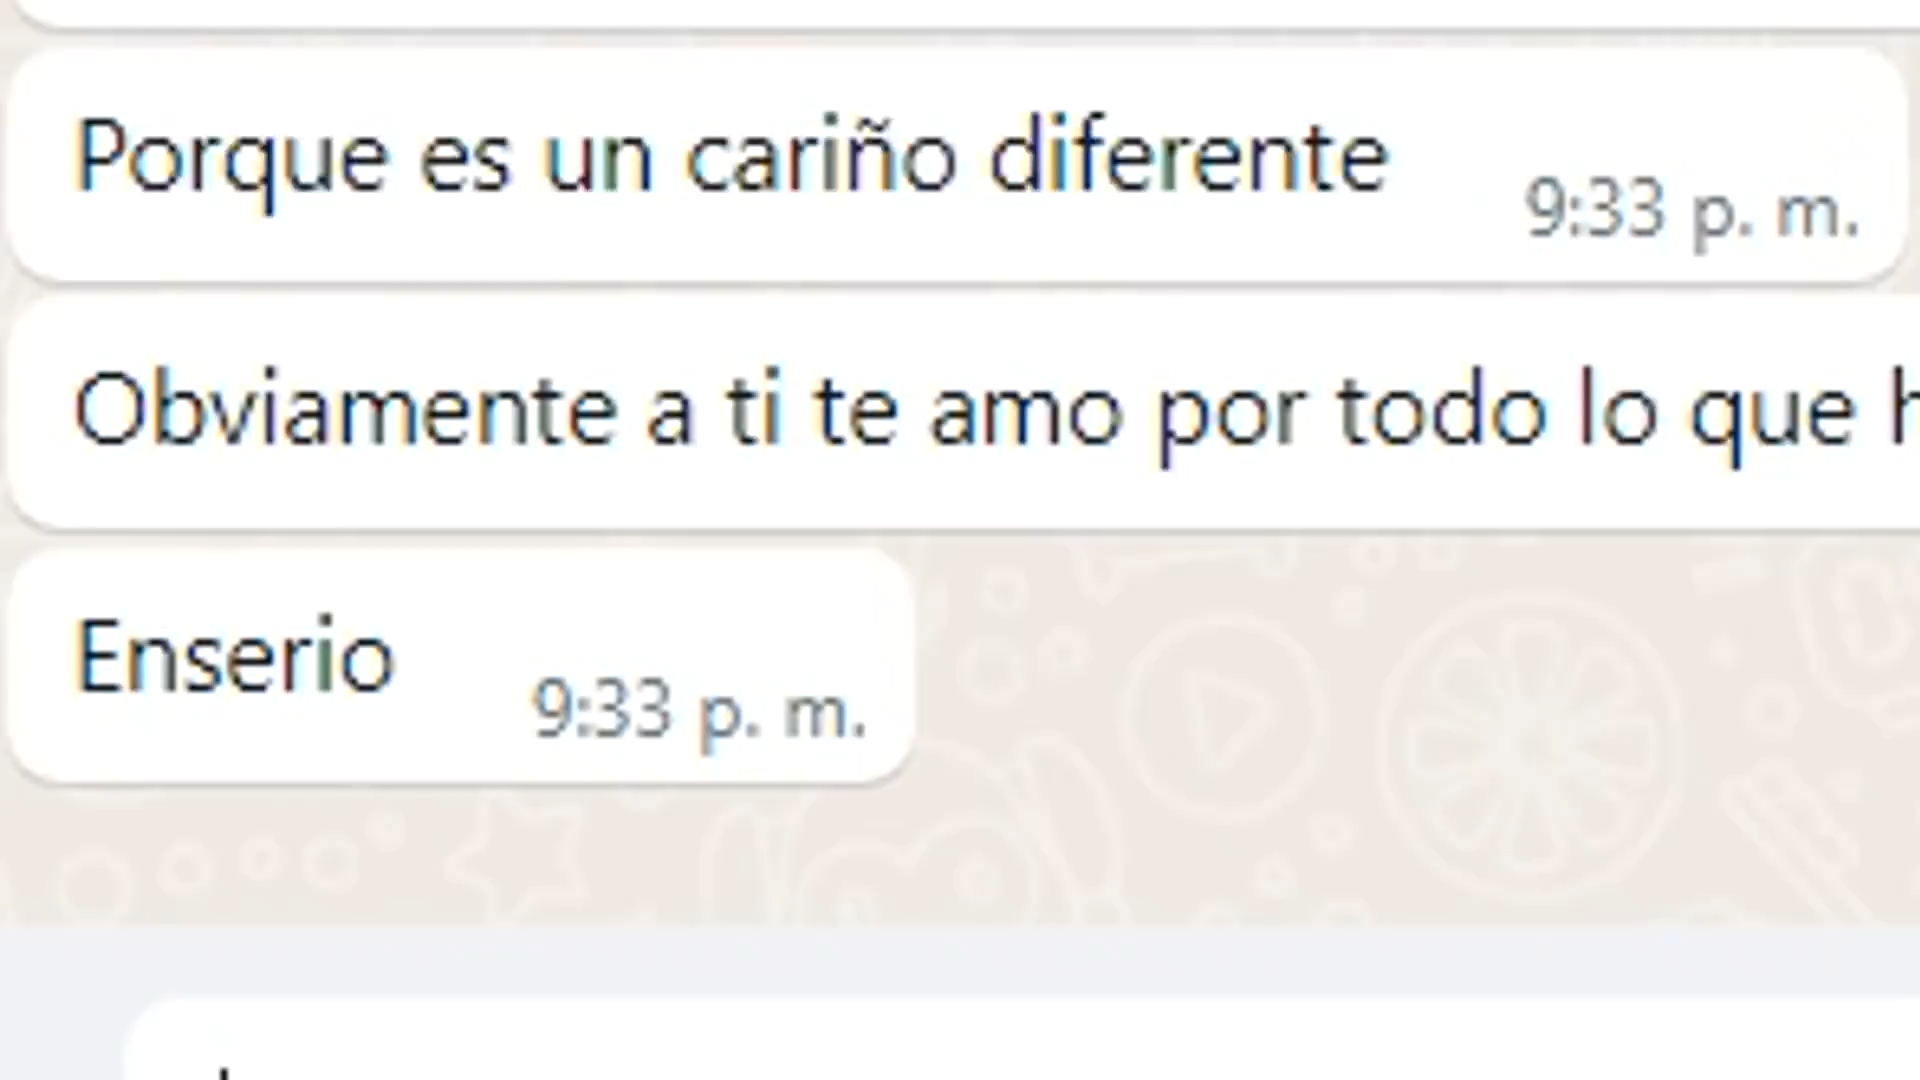 Porque es un cariño diferente
9:33 p. m.
Obviamente a ti te amo por todo lo que
Enserio
9:33 p. m.